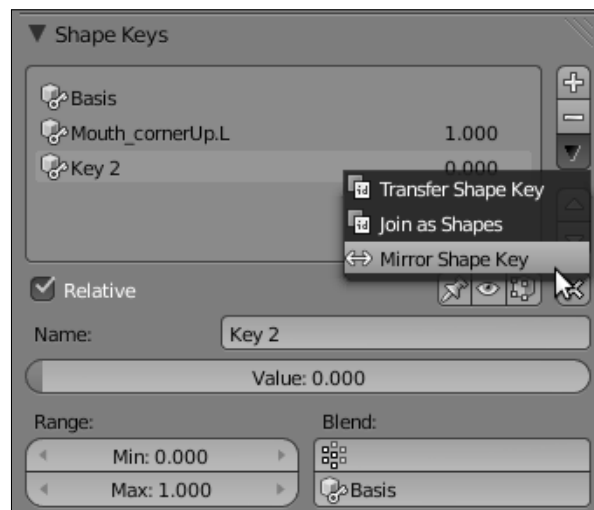 Shape Keys
Basis
Mouth_cornerUp.L 1.000
Key 2 0.000
Transfer Shape Key
Join as Shapes
Mirror Shape Key
Relative
Name: Key 2
Value: 0.000
Range: Blend:
Min: 0.000
Max: 1.000 Basis